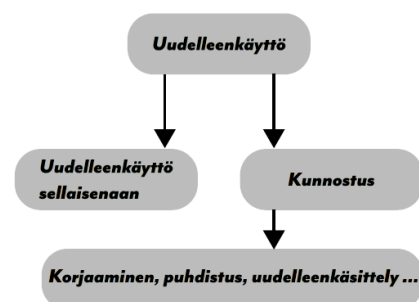 Uudelleenkäyttö
Uudelleenkäyttö
sellaisenaan
Kunnostus
Korjaaminen, puhdistus, uudelleenkäsittely ...